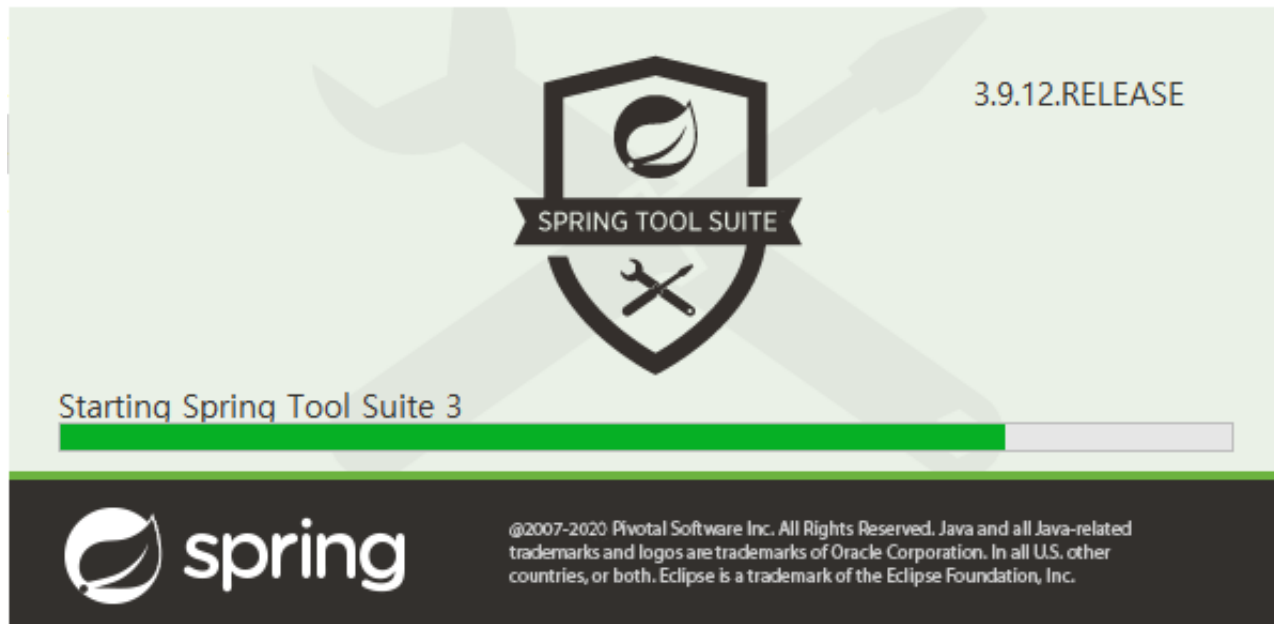 3.9.12.RELEASE
SPRING TOOL SUITE
Starting Spring Tool Suite 3
spring
@2007-2020 Pivotal Software Inc. All Rights Reserved. Java and all Java-related
trademarks and logos are trademarks of Oracle Corporation. In all U.S. other
countries, or both. Eclipse is a trademark of the Eclipse Foundation, Inc.